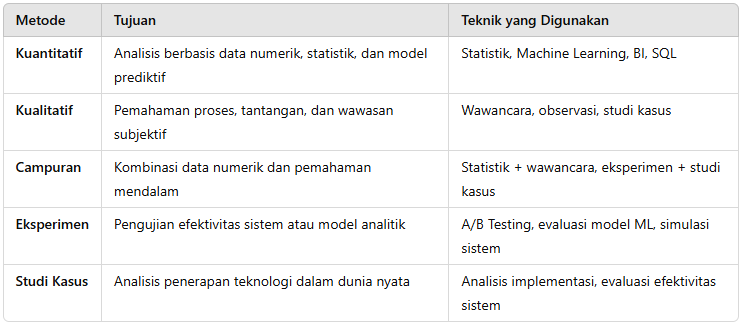 Metode Tujuan Teknik yang Digunakan
Kuantitatif Analisis berbasis data numerik, statistik, dan model Statistik, Machine Learning, BI, SQL
prediktif
Kualitatif Pemahaman proses, tantangan, dan wawasan Wawancara, observasi, studi kasus
subjektif
Campuran Kombinasi data numerik dan pemahaman Statistik + wawancara, eksperimen + studi
mendalam kasus
Eksperimen Pengujian efektivitas sistem atau model analitik A/B Testing, evaluasi model ML, simulasi
sistem
Studi Kasus Analisis penerapan teknologi dalam dunia nyata Analisis implementasi, evaluasi efektivitas
sistem